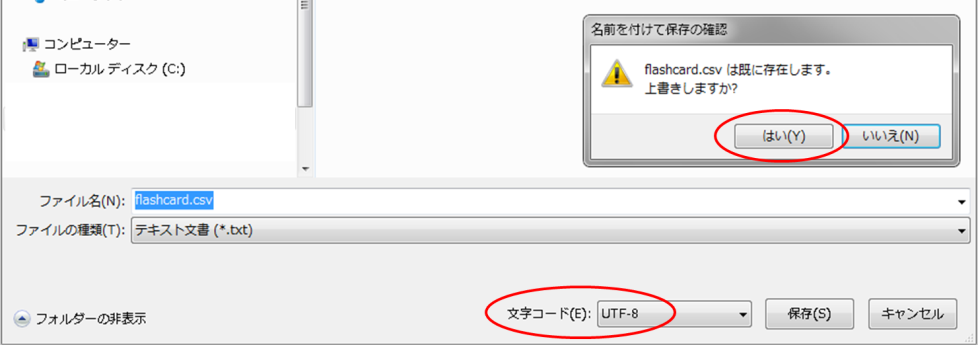 コンピューター
ローカル ディスク (C:)
名前を付けて保存の確認
flashcard.csv は既に存在します。
上書きしますか?
はい(Y)
いいえ(N)
ファイル名(N):
flashcard.csv
ファイルの種類(T):
テキスト文書 (*.txt)
フォルダーの非表示
文字コード(E):
UTF-8
保存(S)
キャンセル